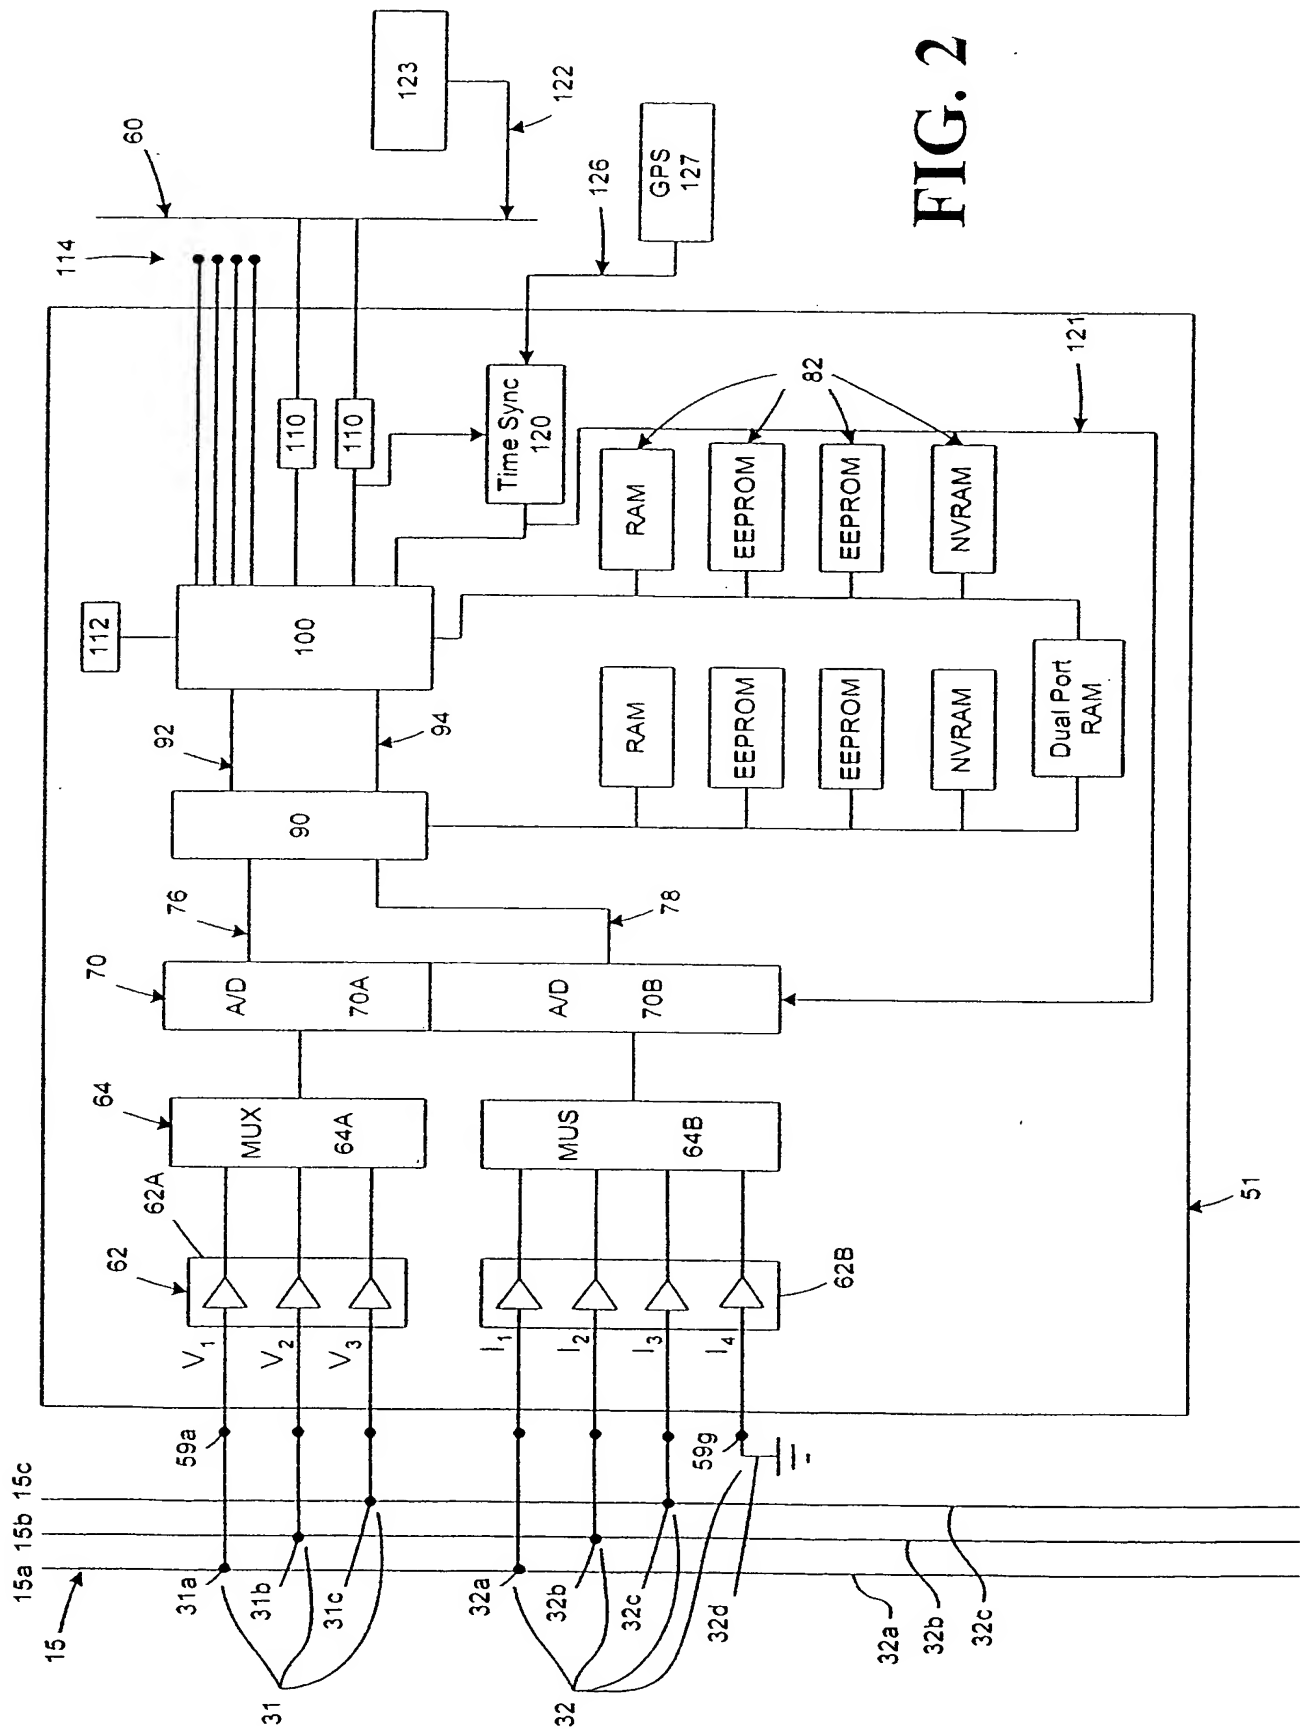 15
15a
15b
15c
31
31a
31b
31c
59a
V1
V2
V3
62
62A
64
MUX
64A
70
A/D
70A
76
90
92
94
100
112
114
60
110
110
123
122
Time Sync
120
126
GPS
127
32
32a
32b
32c
32d
59g
I1
I2
I3
I4
62B
MUS
64B
A/D
70B
78
RAM
EEPROM
EEPROM
NVRAM
Dual Port
RAM
RAM
EEPROM
EEPROM
NVRAM
82
121
51
32a
32b
32c
FIG. 2